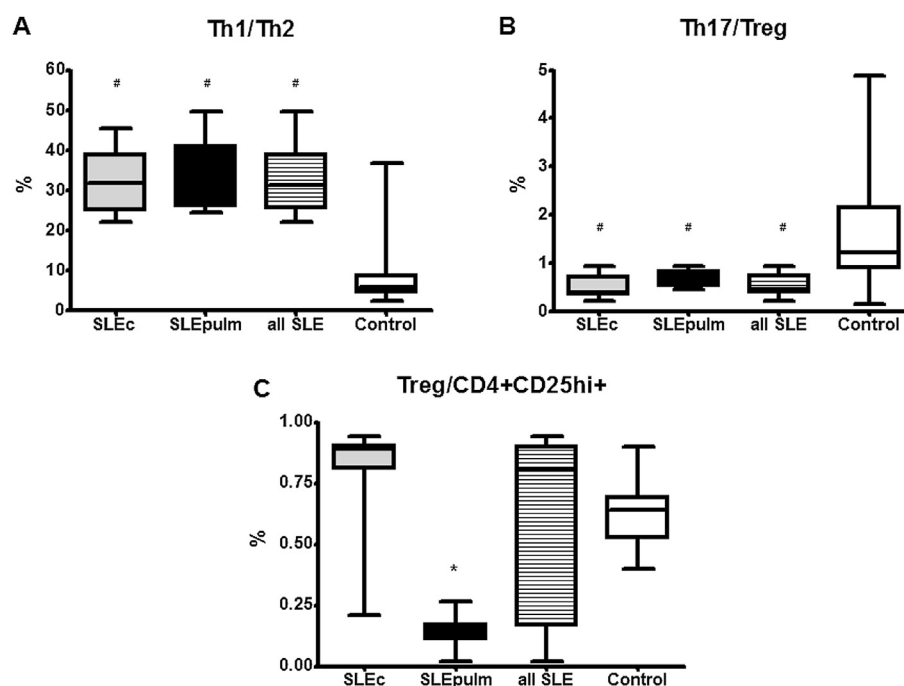 A
Th1/Th2
60
50
40
30
20
10
0
%
# # #
SLEc SLEpulm all SLE Control
B
Th17/Treg
5
4
3
2
1
0
%
# # #
SLEc SLEpulm all SLE Control
C
Treg/CD4+CD25hi+
1.00
0.75
0.50
0.25
0.00
%
*
SLEc SLEpulm all SLE Control